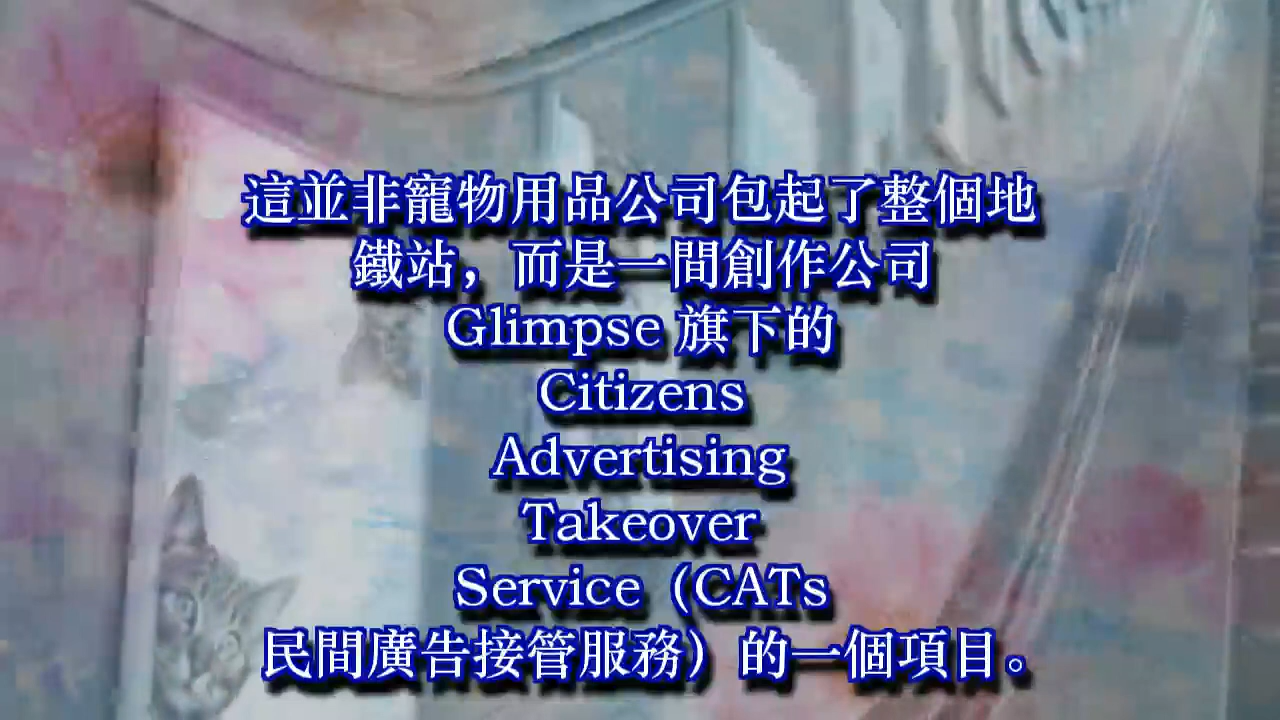 這並非寵物用品公司包起了整個地
鐵站，而是一間創作公司
Glimpse 旗下的
Citizens
Advertising
Takeover
Service（CATs
民間廣告接管服務）的一個項目。